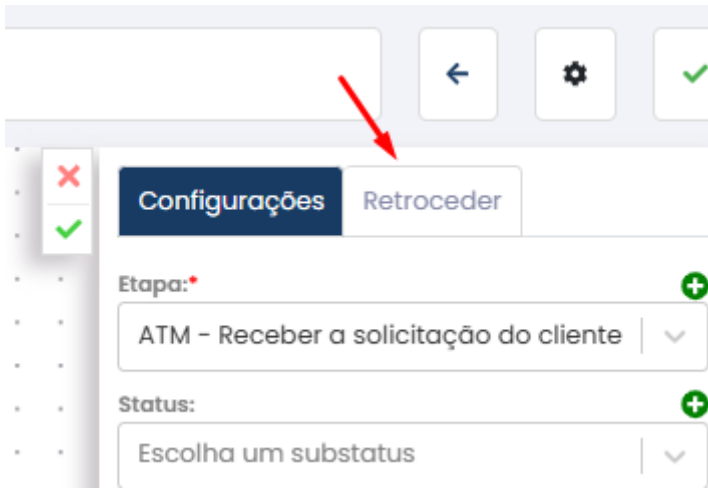 Configurações Retroceder
Etapa:*
ATM - Receber a solicitação do cliente
Status:
Escolha um substatus